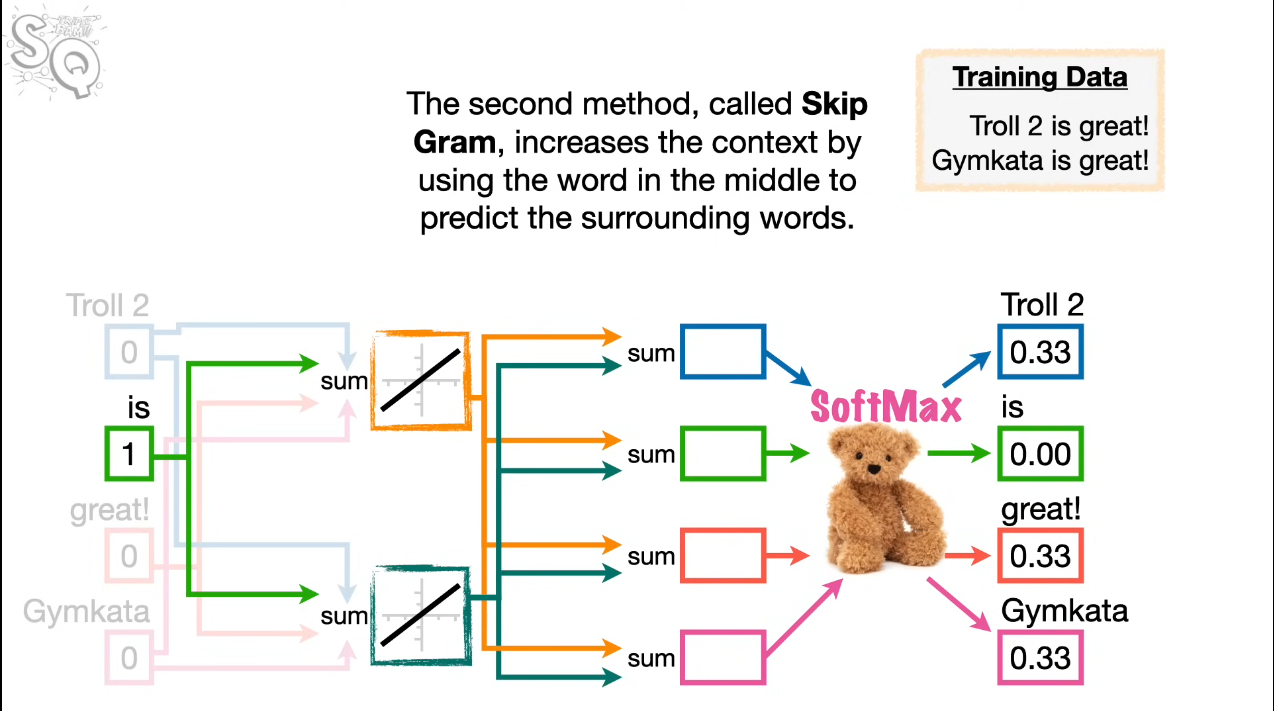 SQ
The second method, called Skip
Gram, increases the context by
using the word in the middle to
predict the surrounding words.
Training Data
Troll 2 is great!
Gymkata is great!
Troll 2
0
is
1
great!
0
Gymkata
0
sum
sum
sum
sum
sum
sum
SoftMax
Troll 2
0.33
is
0.00
great!
0.33
Gymkata
0.33